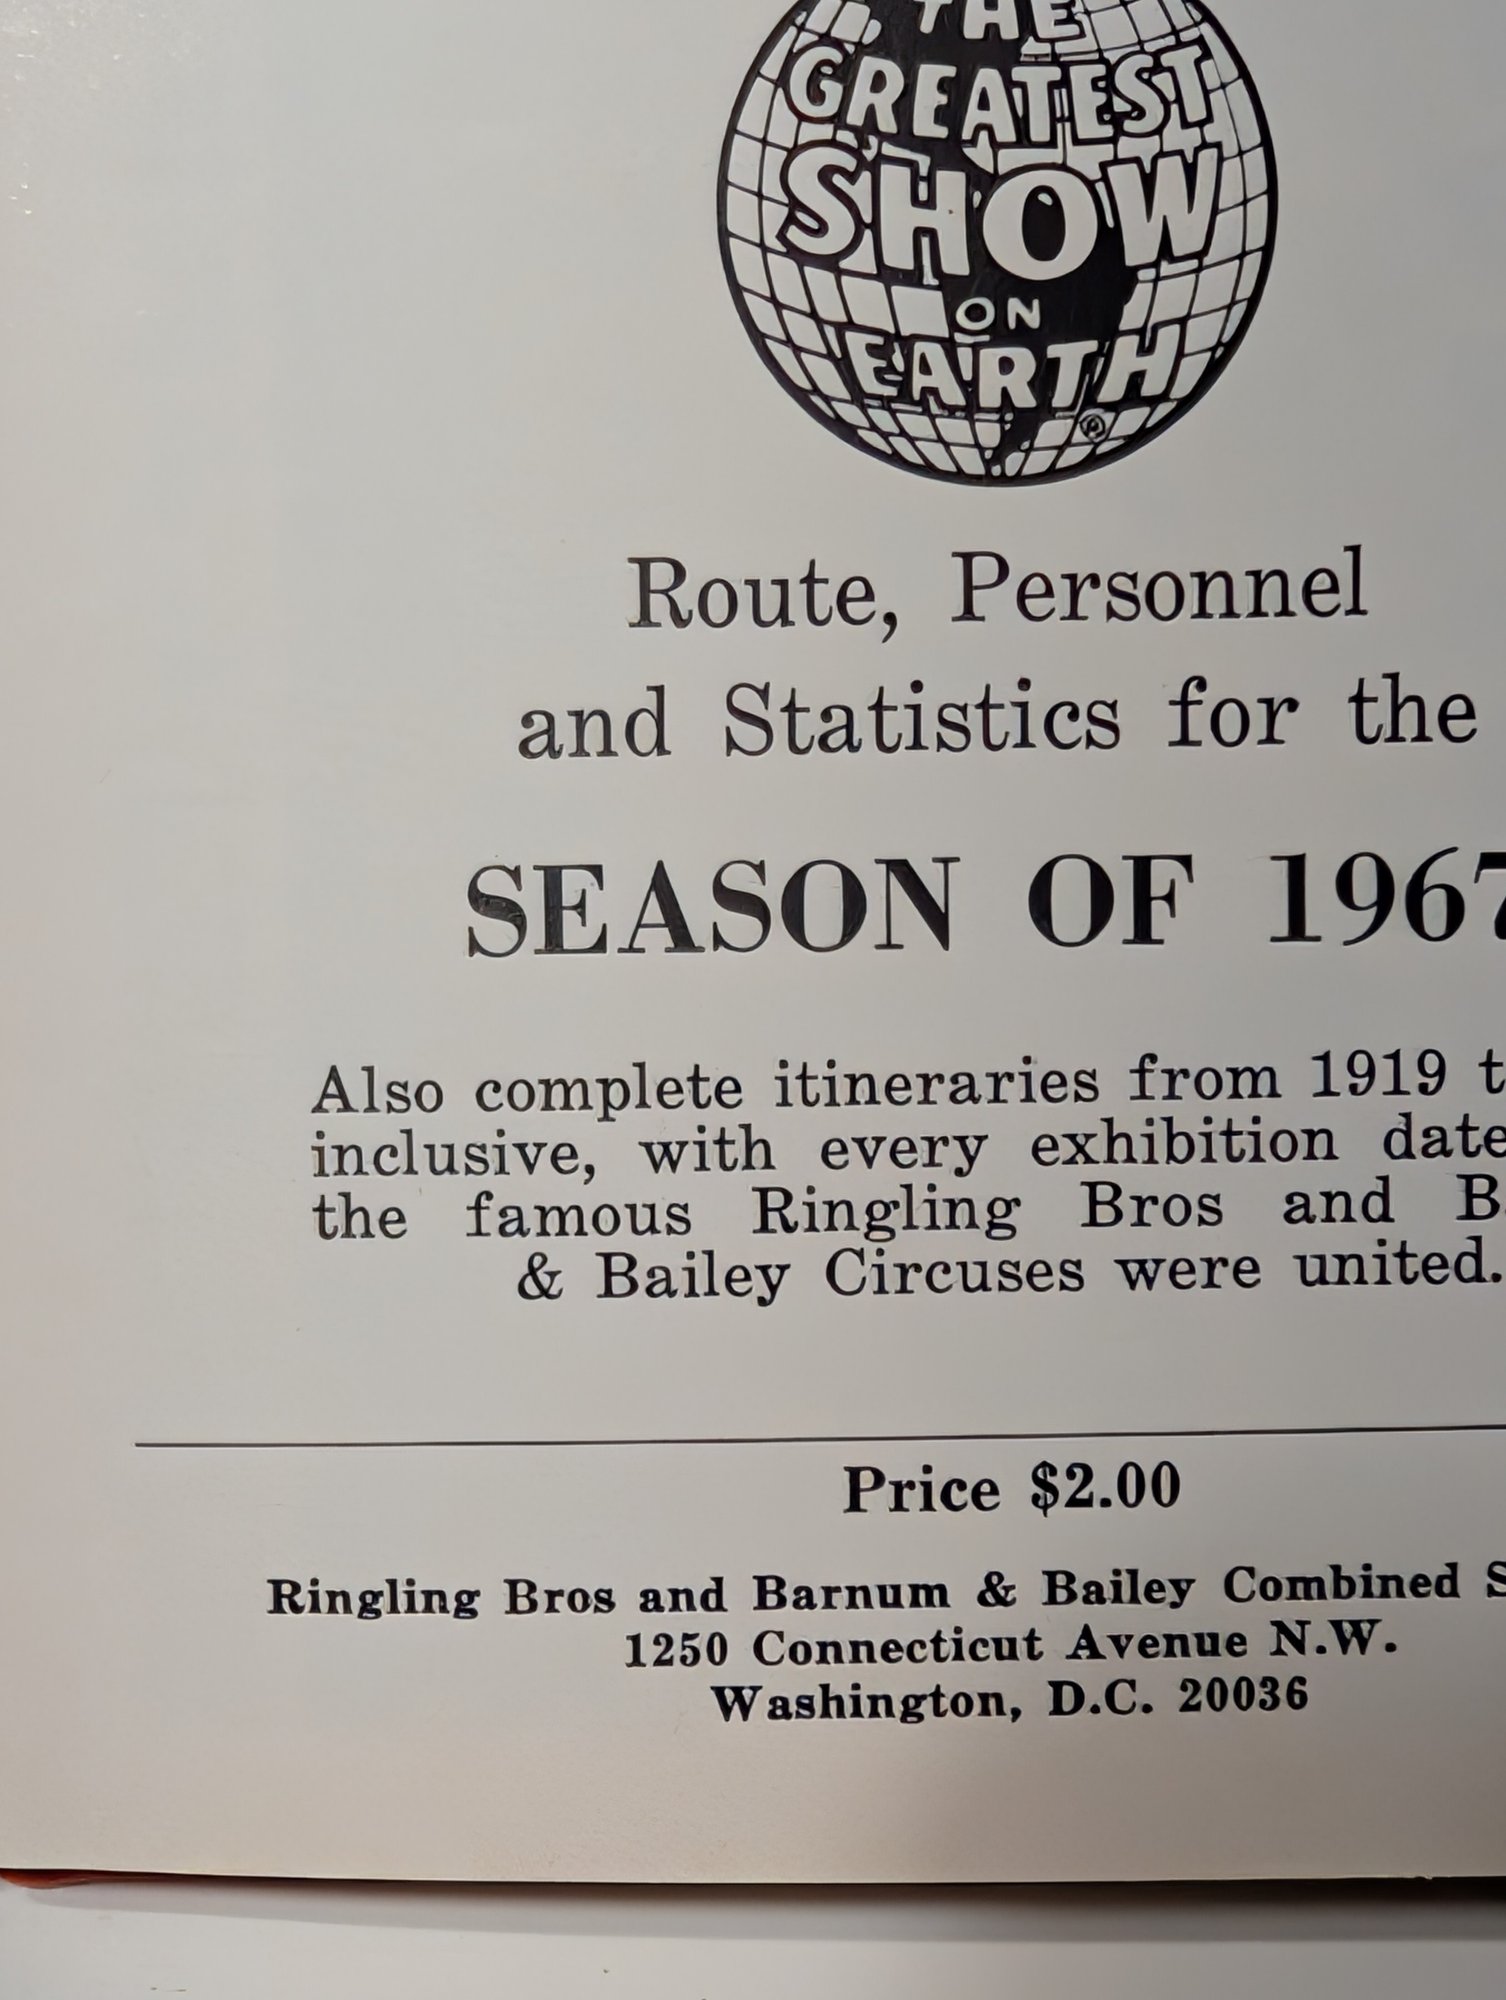 THE
GREATEST
SHOW
ON
EARTH
®
Route, Personnel
and Statistics for the
SEASON OF 1967
Also complete itineraries from 1919
inclusive, with every exhibition date
the famous Ringling Bros and
& Bailey Circuses were united.
Price $2.00
Ringling Bros and Barnum & Bailey Combined
1250 Connecticut Avenue N.W.
Washington, D.C. 20036